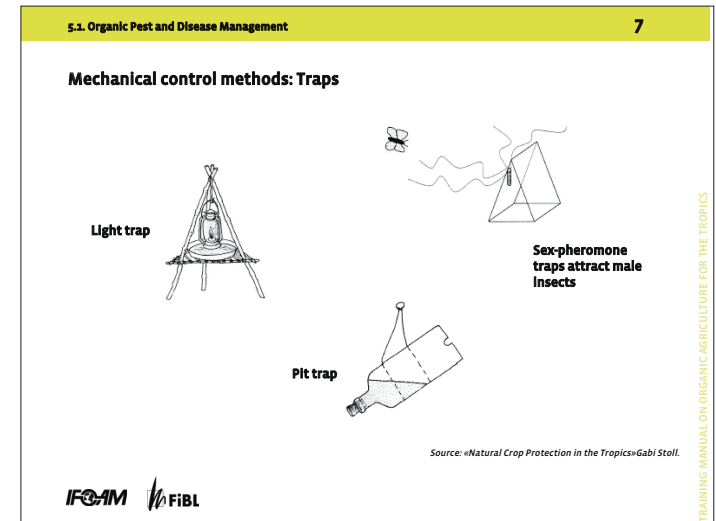 5.1. Organic Pest and Disease Management
7
Mechanical control methods: Traps
Light trap
Sex-pheromone
traps attract male
insects
Pit trap
Source: «Natural Crop Protection in the Tropics»Gabi Stoll.
IFOAM
FiBL
TRAINING MANUAL ON ORGANIC AGRICULTURE FOR THE TROPICS